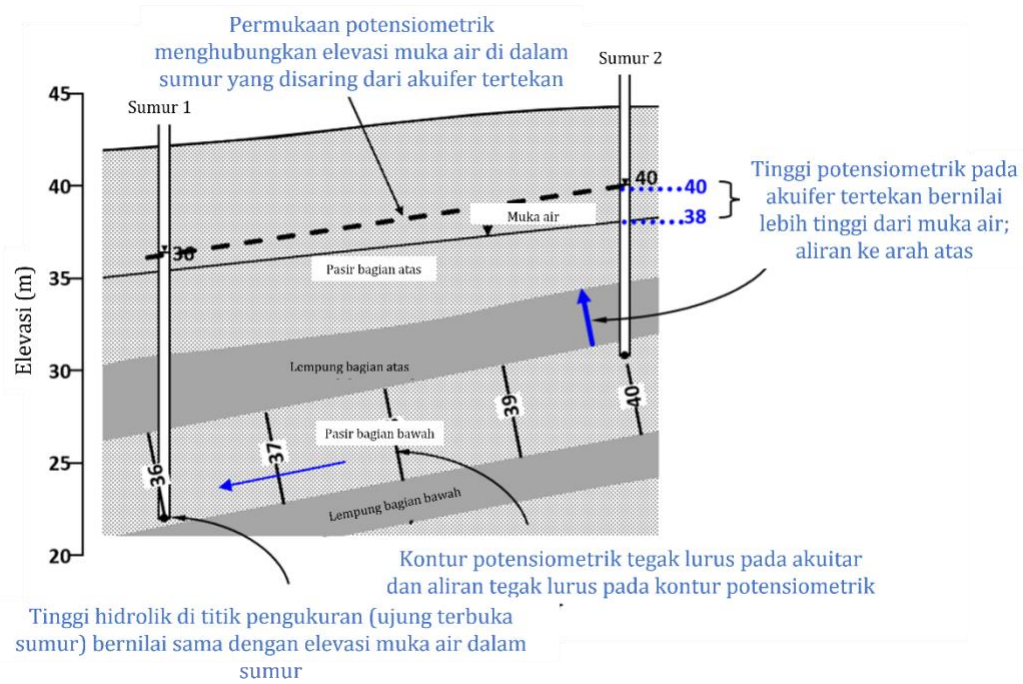 Permukaan potensiometrik
menghubungkan elevasi muka air di dalam
sumur yang disaring dari akuifer tertekan
Sumur 2
45
Sumur 1
40
40
40
Tinggi potensiometrik pada
akuifer tertekan bernilai
lebih tinggi dari muka air;
aliran ke arah atas
38
Muka air
36
35
Pasir bagian atas
Elevasi (m)
30
Lempung bagian atas
39
40
Pasir bagian bawah
37
36
25
Lempung bagian bawah
20
Kontur potensiometrik tegak lurus pada akuitar
dan aliran tegak lurus pada kontur potensiometrik
Tinggi hidrolik di titik pengukuran (ujung terbuka
sumur) bernilai sama dengan elevasi muka air dalam
sumur